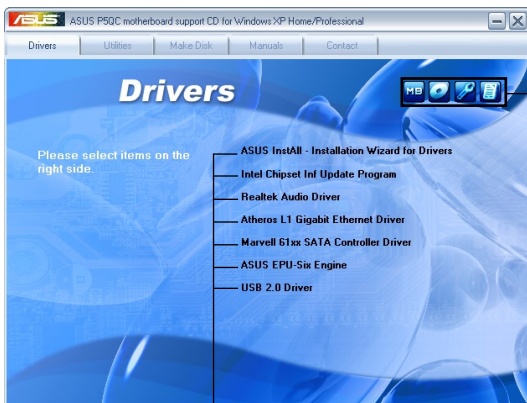 ASUS ASUS P5QC motherboard support CD for Windows XP Home/Professional
Drivers Utilities Make Disk Manuals Contact
Drivers
MB
Please select items on the
right side.
ASUS InstAll - Installation Wizard for Drivers
Intel Chipset Inf Update Program
Realtek Audio Driver
Atheros L1 Gigabit Ethernet Driver
Marvell 61xx SATA Controller Driver
ASUS EPU-Six Engine
USB 2.0 Driver